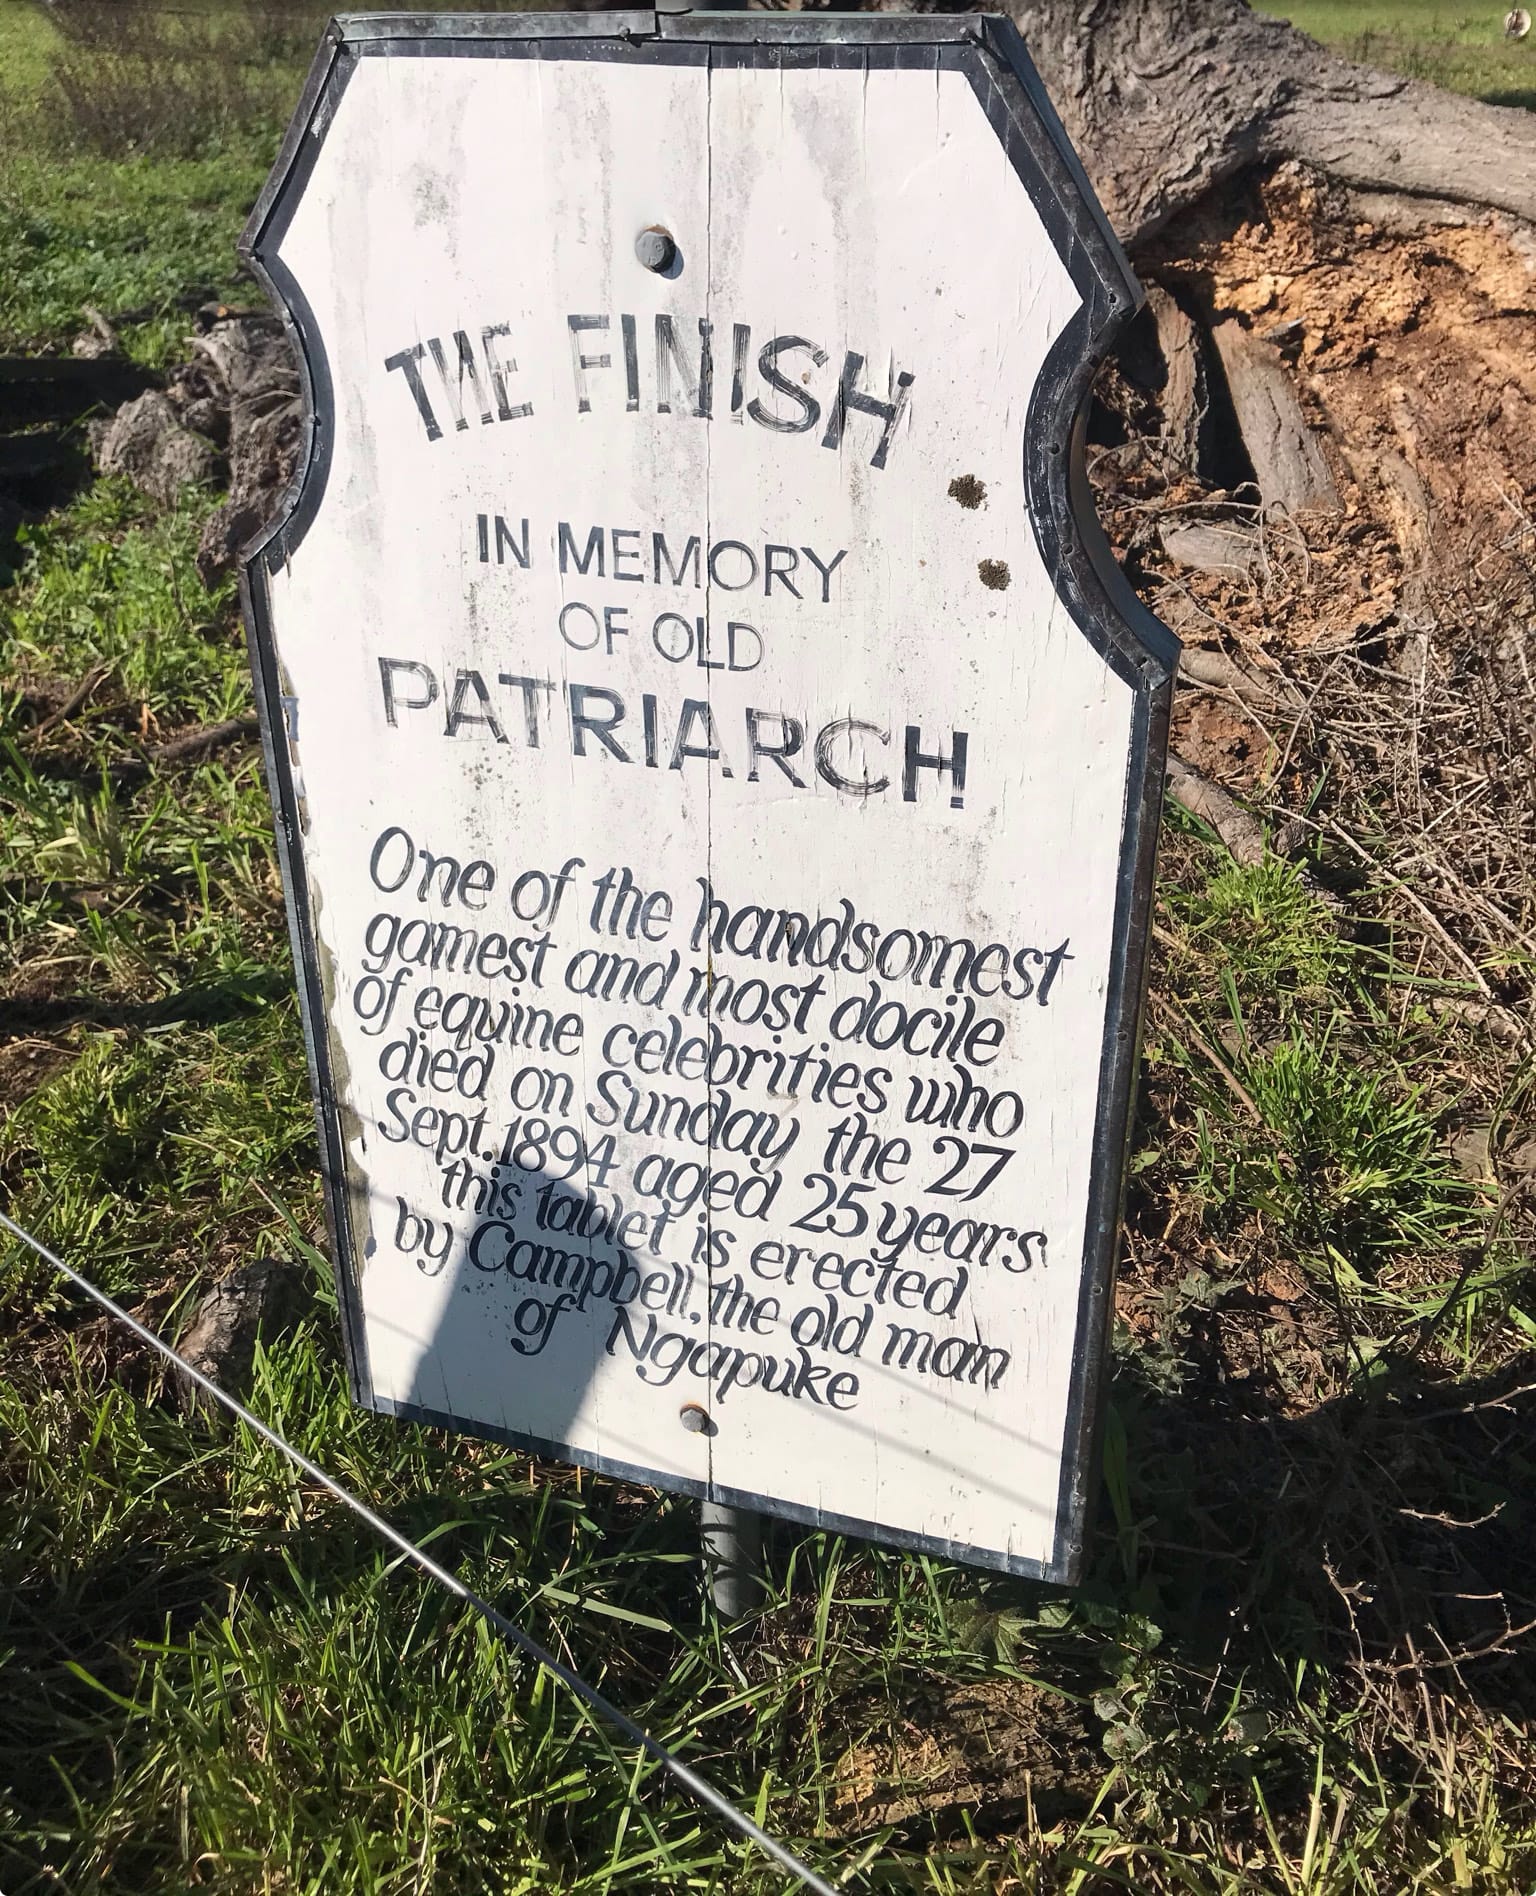 THE FINISH
IN MEMORY
OF OLD
PATRIARCH
One of the handsomest
gamest and most docile
of equine celebrities who
died on Sunday the 27
Sept. 1894 aged 25 years
this tablet is erected
by Campbell, the old man
of Ngapuke